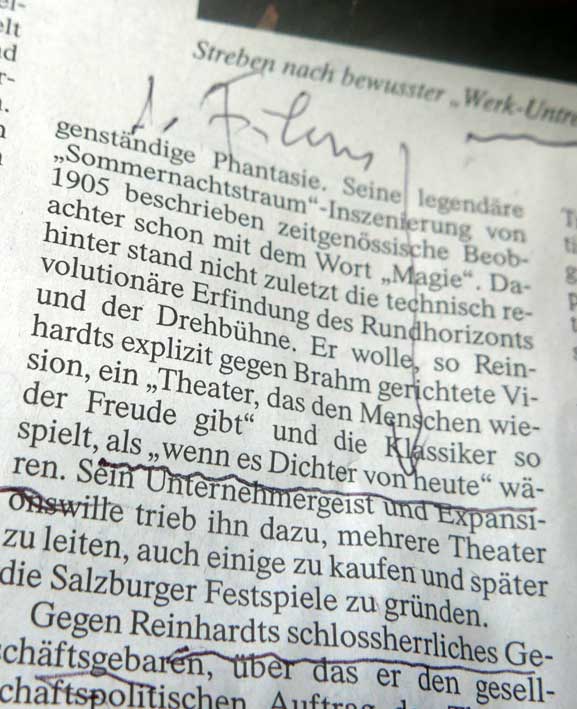 Streben nach bewusster „Werk-Untre
genständige Phantasie. Seine legendäre
„Sommernachtstraum“-Inszenierung von
1905 beschrieben zeitgenössische Beob-
achter schon mit dem Wort „Magie“. Da-
hinter stand nicht zuletzt die technisch re-
volutionäre Erfindung des Rundhorizonts
und der Drehbühne. Er wolle, so Rein-
hardts explizit gegen Brahm gerichtete Vi-
sion, ein „Theater, das den Menschen wie-
der Freude gibt“ und die Klassiker so
spielt, als „wenn es Dichter von heute“ wä-
ren. Sein Unternehmergeist und Expansi-
onswille trieb ihn dazu, mehrere Theater
zu leiten, auch einige zu kaufen und später
die Salzburger Festspiele zu gründen.
Gegen Reinhardts schlossherrliches Ge-
schäftsgebaren, über das er den gesell-
schaftspolitischen Auftrag